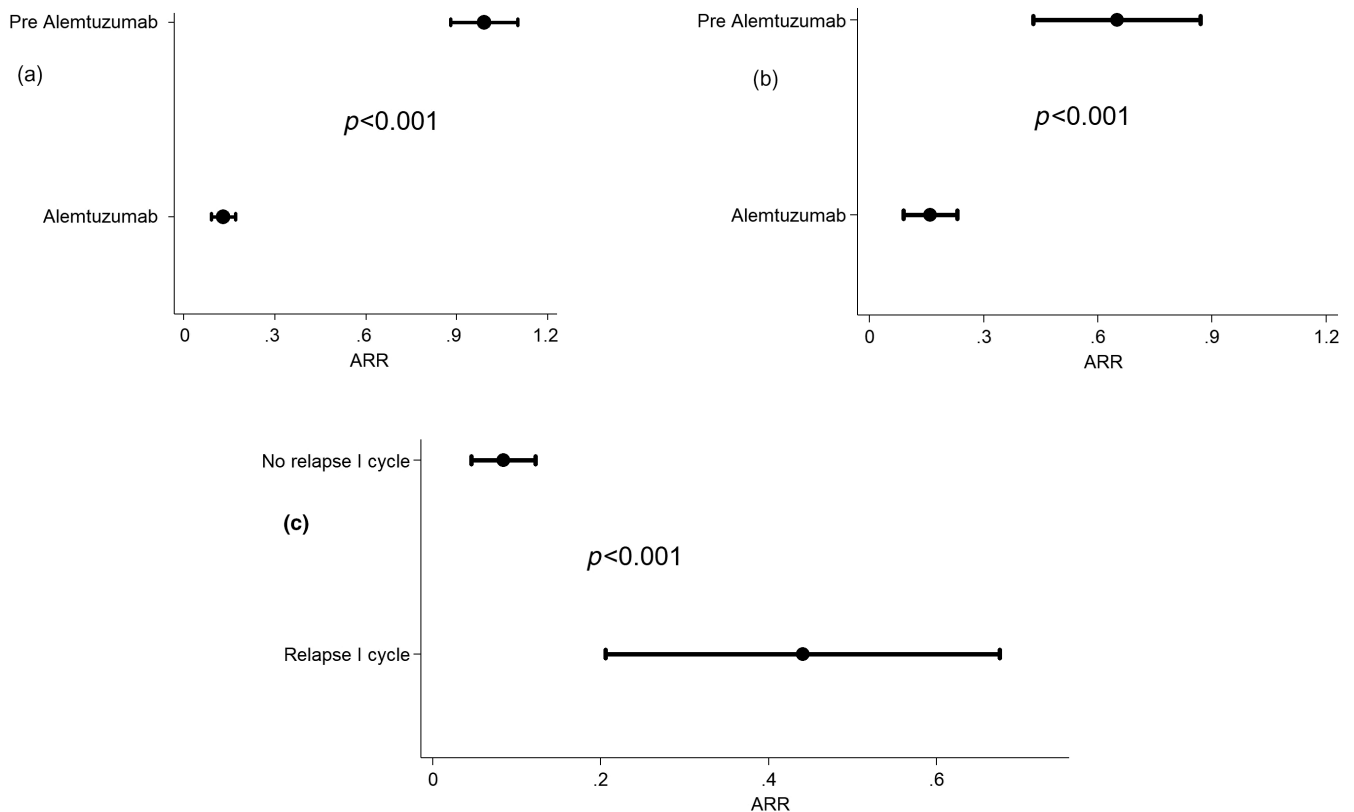 Pre Alemtuzumab
(a)
p<0.001
Alemtuzumab
0 .3 .6 .9 1.2
ARR
Pre Alemtuzumab
(b)
p<0.001
Alemtuzumab
0 .3 .6 .9 1.2
ARR
No relapse I cycle
(c)
p<0.001
Relapse I cycle
0 .2 .4 .6
ARR